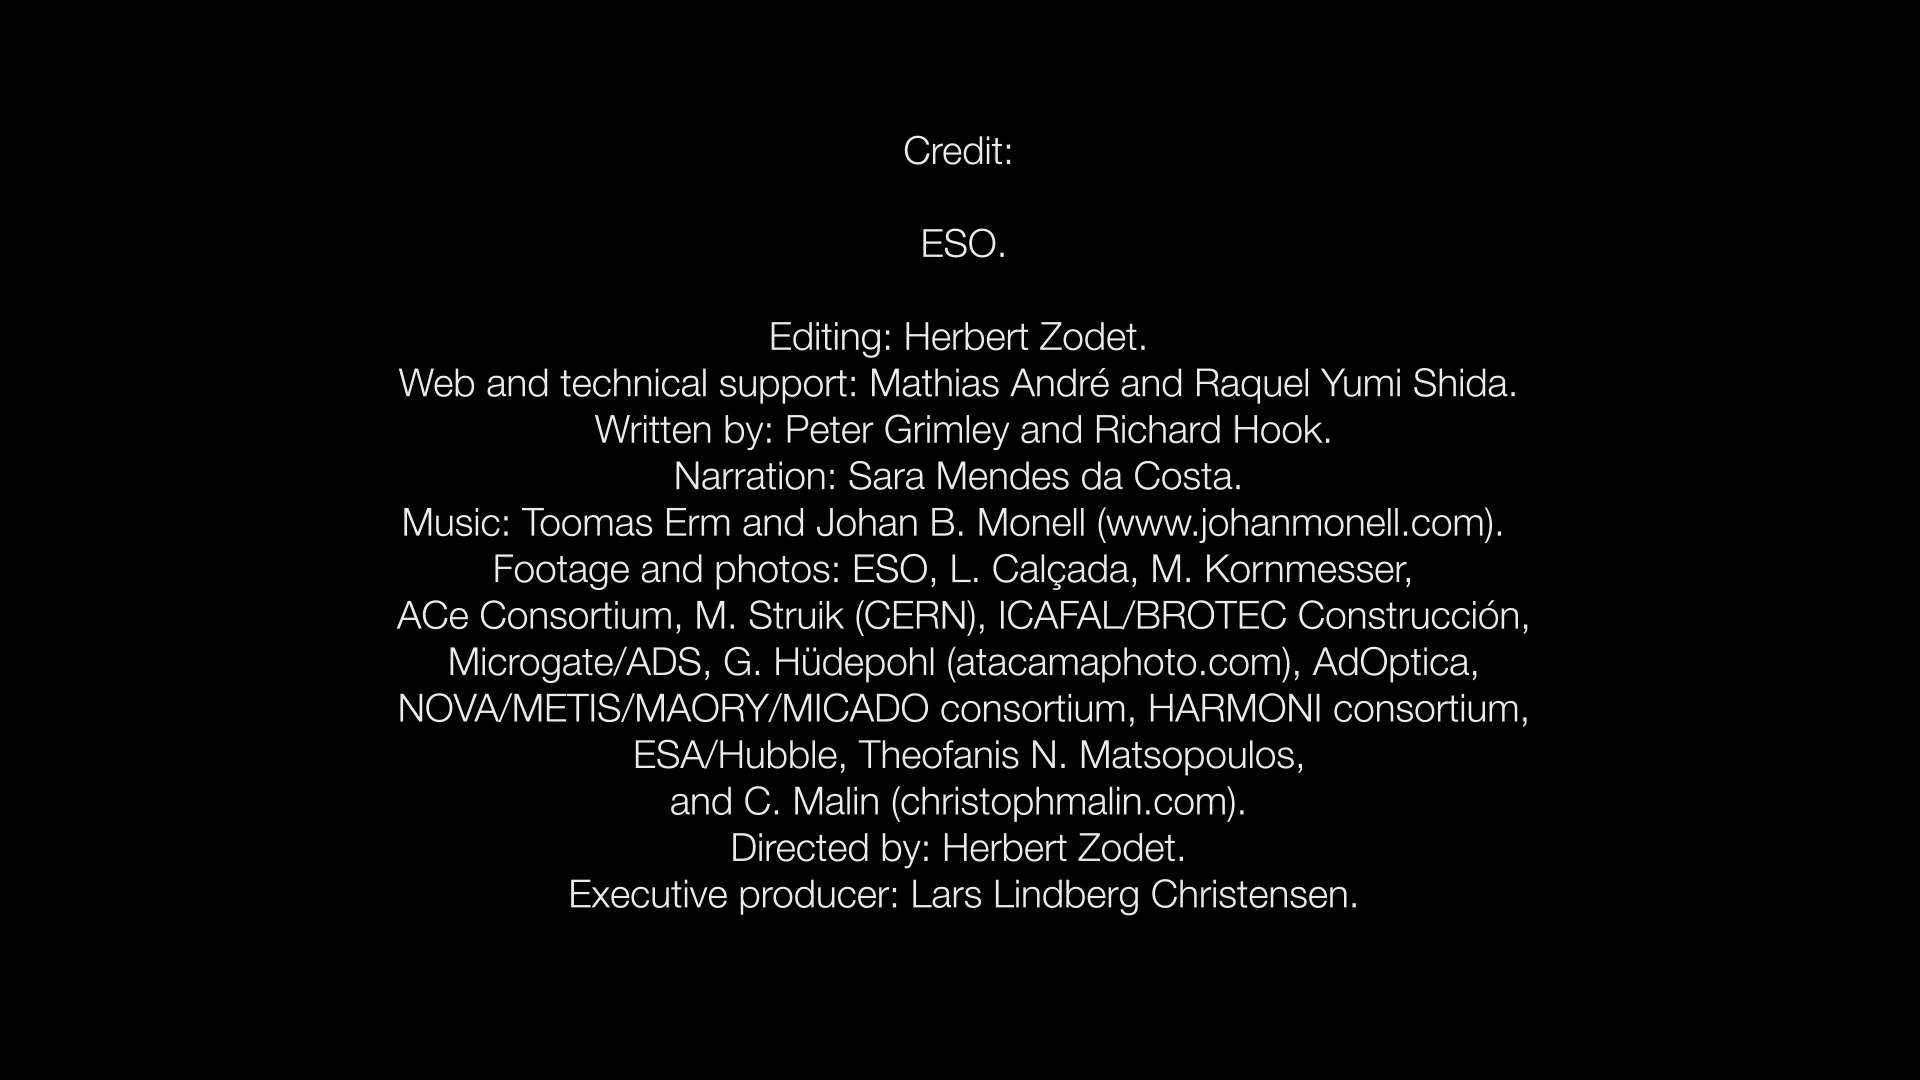 Credit:
ESO.
Editing: Herbert Zodet.
Web and technical support: Mathias André and Raquel Yumi Shida.
Written by: Peter Grimley and Richard Hook.
Narration: Sara Mendes da Costa.
Music: Toomas Erm and Johan B. Monell (www.johanmonell.com).
Footage and photos: ESO, L. Calçada, M. Kornmesser,
ACe Consortium, M. Struik (CERN), ICAFAL/BROTEC Construcción,
Microgate/ADS, G. Hüdepohl (atacamaphoto.com), AdOptica,
NOVA/METIS/MAORY/MICADO consortium, HARMONI consortium,
ESA/Hubble, Theofanis N. Matsopoulos,
and C. Malin (christophmalin.com).
Directed by: Herbert Zodet.
Executive producer: Lars Lindberg Christensen.